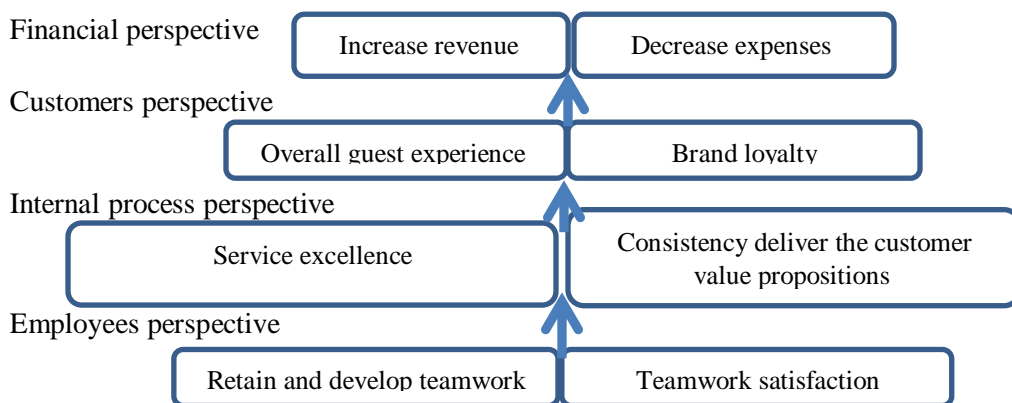 Financial perspective
Increase revenue
Decrease expenses
Customers perspective
Overall guest experience
Brand loyalty
Internal process perspective
Service excellence
Consistency deliver the customer
value propositions
Employees perspective
Retain and develop teamwork
Teamwork satisfaction